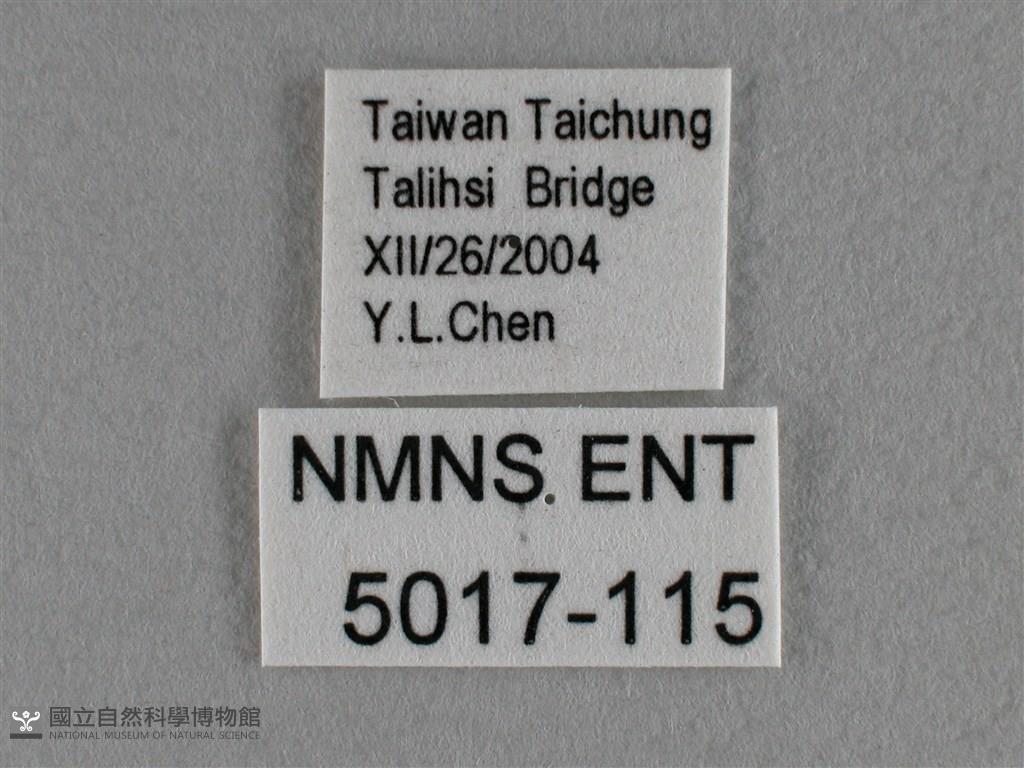 Taiwan Taichung
Talihsi Bridge
XII/26/2004
Y.L.Chen
NMNS ENT
5017-115
國立自然科學博物館
NATIONAL MUSEUM OF NATURAL SCIENCE